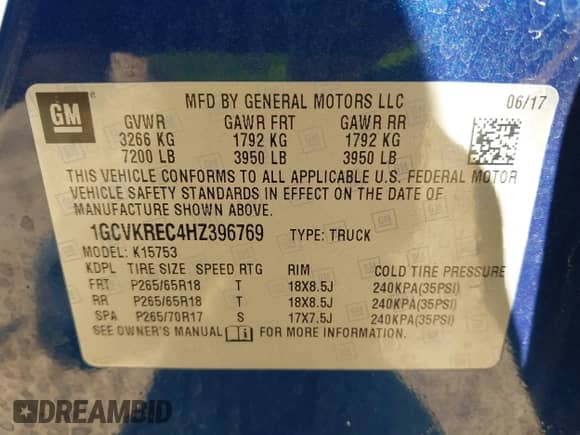 GM
MFD BY GENERAL MOTORS LLC 06/17
GVWR GAWR FRT GAWR RR
3266 KG 1792 KG 1792 KG
7200 LB 3950 LB 3950 LB
THIS VEHICLE CONFORMS TO ALL APPLICABLE U.S. FEDERAL MOTOR
VEHICLE SAFETY STANDARDS IN EFFECT ON THE DATE OF
MANUFACTURE SHOWN ABOVE.
1GCVKREC4HZ396769 TYPE: TRUCK
MODEL: K15753
KDPL TIRE SIZE SPEED RTG RIM COLD TIRE PRESSURE
FRT P265/65R18 T 18X8.5J 240KPA(35PSI)
RR P265/65R18 T 18X8.5J 240KPA(35PSI)
SPA P265/70R17 S 17X7.5J 240KPA(35PSI)
SEE OWNER'S MANUAL FOR MORE INFORMATION.
DREAMBID